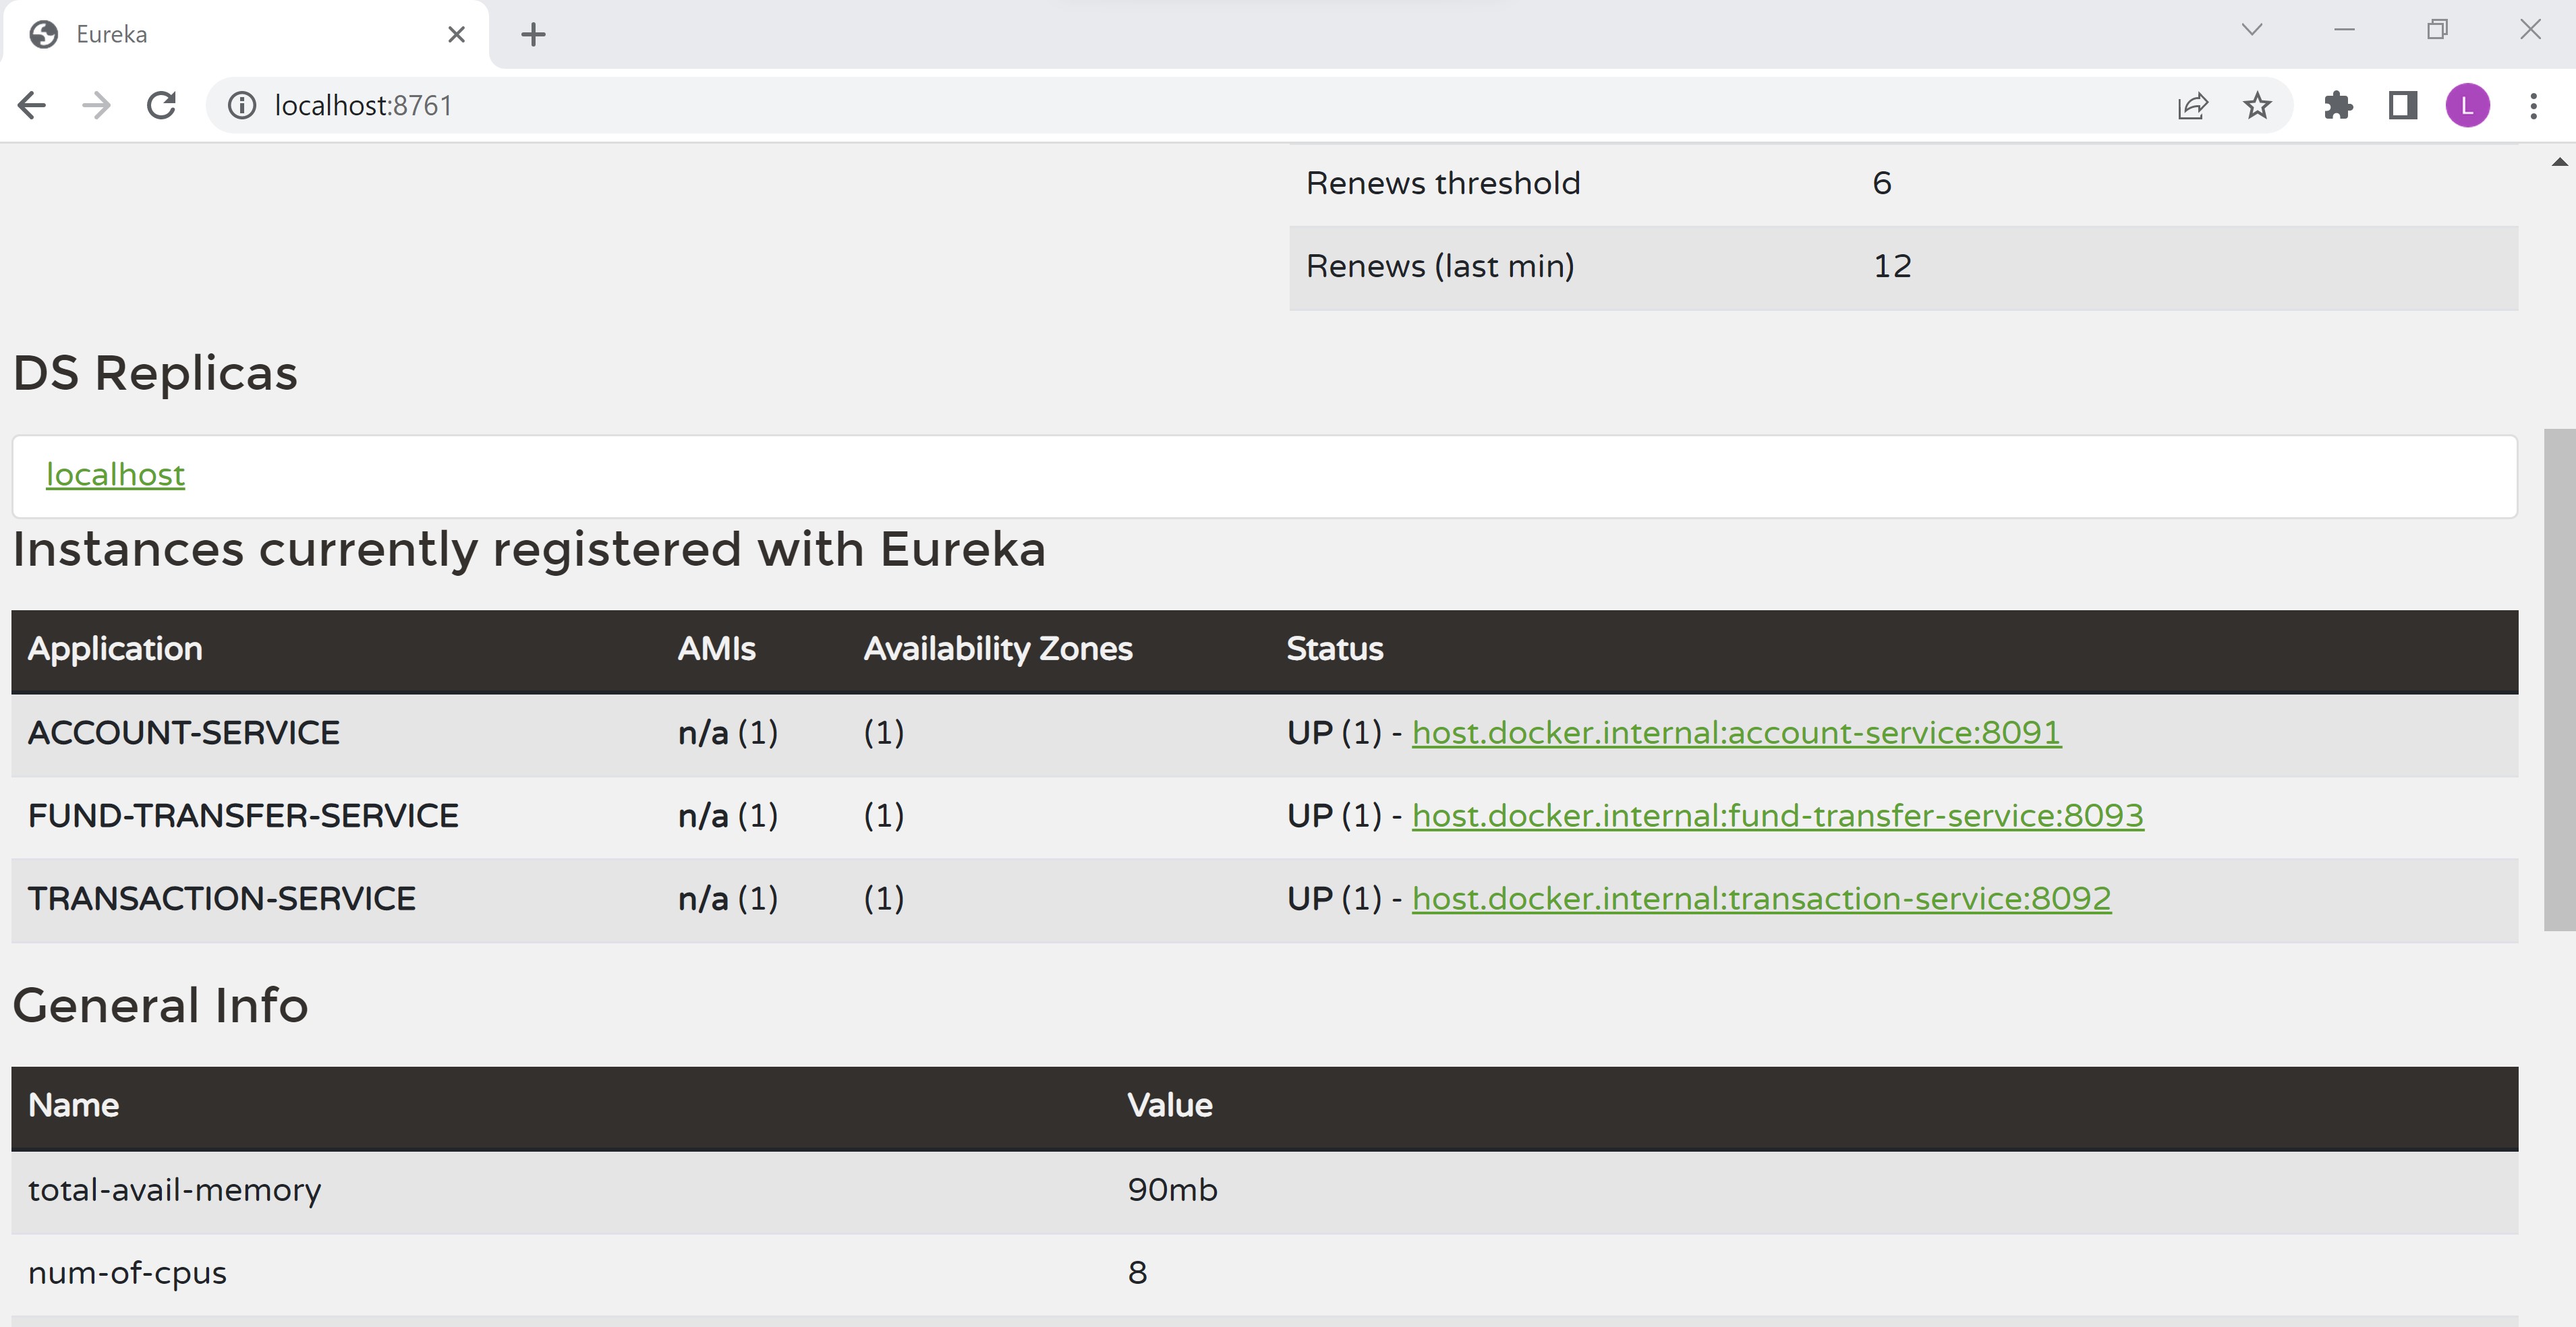 Eureka
localhost:8761
L
Renews threshold 6
Renews (last min) 12
DS Replicas
localhost
Instances currently registered with Eureka
Application AMIs Availability Zones Status
ACCOUNT-SERVICE n/a (1) (1) UP (1) - host.docker.internal:account-service:8091
FUND-TRANSFER-SERVICE n/a (1) (1) UP (1) - host.docker.internal:fund-transfer-service:8093
TRANSACTION-SERVICE n/a (1) (1) UP (1) - host.docker.internal:transaction-service:8092
General Info
Name Value
total-avail-memory 90mb
num-of-cpus 8